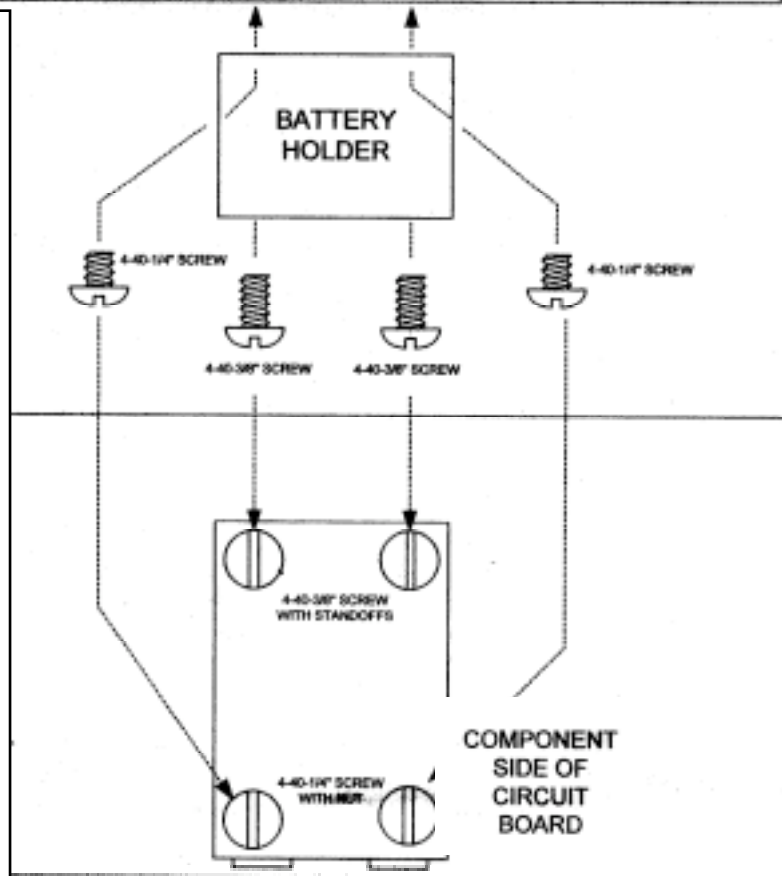 BATTERY
HOLDER
4-40-1/4" SCREW
4-40-1/4" SCREW
4-40-3/8" SCREW
4-40-3/8" SCREW
4-40-3/8" SCREW
WITH STANDOFFS
4-40-1/4" SCREW
WITH NUT
COMPONENT
SIDE OF
CIRCUIT
BOARD